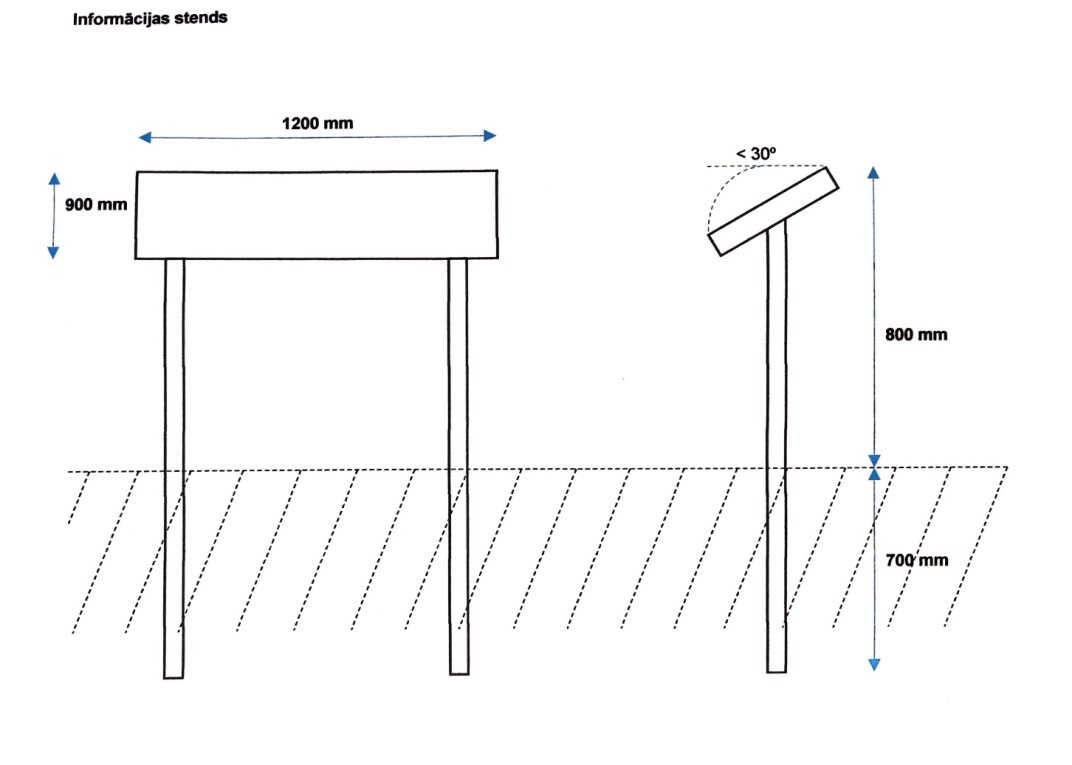 Informācijas stends
1200 mm
< 30º
900 mm
800 mm
700 mm